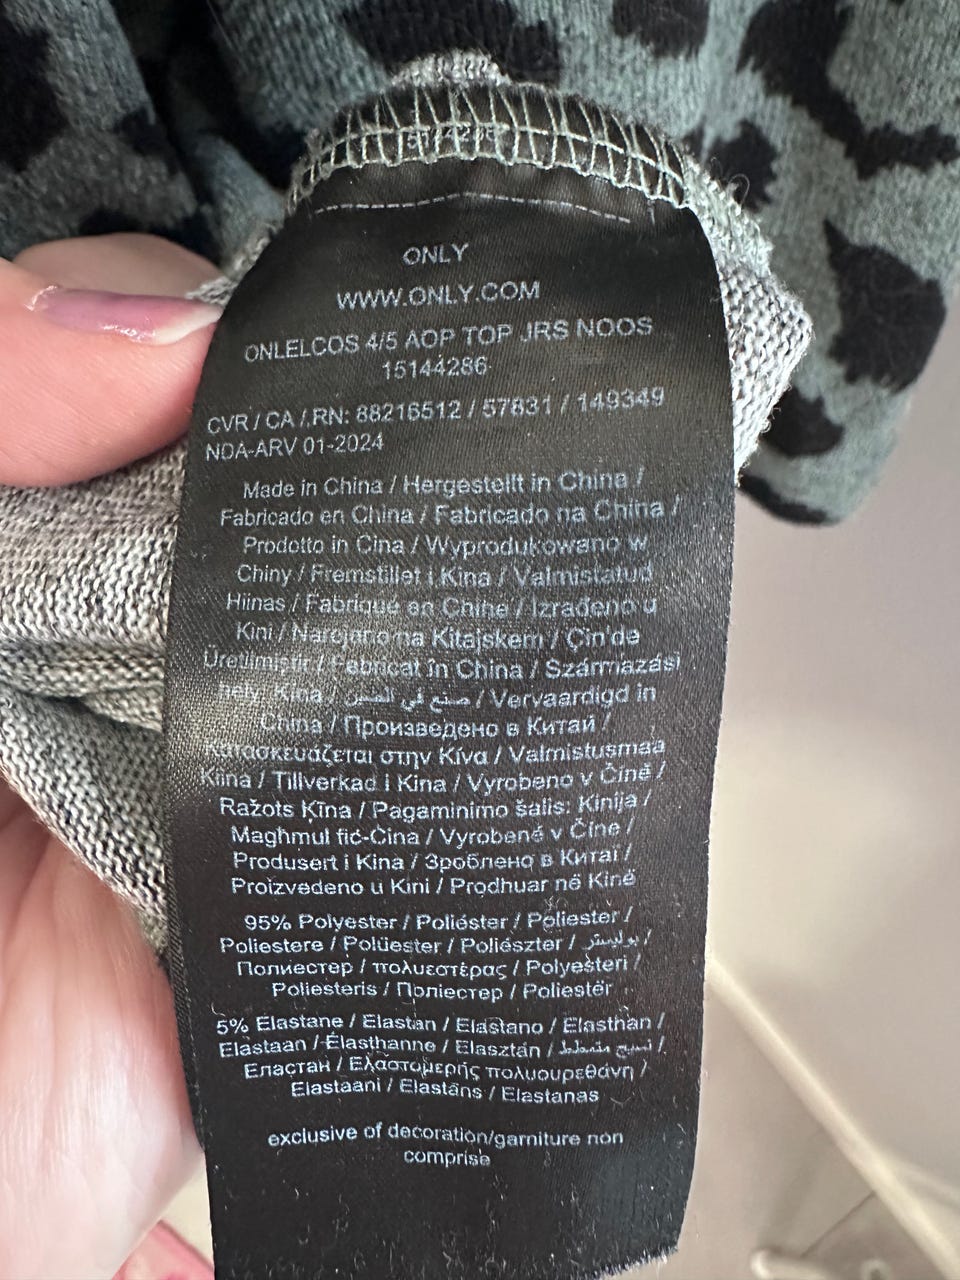 ONLY
WWW.ONLY.COM
ONLELCOS 4/5 AOP TOP JRS NOOS
15144286
CVR / CA / RN: 88216512 / 57831 / 149349
NDA-ARV 01-2024
Made in China / Hergestellt in China /
Fabricado en China / Fabricado na China /
Prodotto in Cina / Wyprodukowano w
Chiny / Fremstillet i Kina / Valmistatud
Hiinas / Fabriqué en Chine / Izrađeno u
Kini / Narejeno na Kitajskem / Çin'de
Üretilmiştir / Fabricat în China / Származási
hely: Kína / صنع في الصين / Vervaardigd in
China / Произведено в Китай /
Κατασκευάζεται στην Κίνα / Valmistusmaa
Kiina / Tillverkad i Kina / Vyrobeno v Číně /
Ražots Ķīna / Pagaminimo šalis: Kinija /
Magħmul fiċ-Ċina / Vyrobené v Číne /
Produsert i Kina / Зроблено в Китаї /
Proizvedeno u Kini / Prodhuar në Kinë
95% Polyester / Poliéster / Poliester /
Poliestere / Polüester / Poliészter / بوليستر /
Полиестер / πολυεστέρας / Polyesteri /
Poliesteris / Поліестер / Poliestër
5% Elastane / Elastan / Elastano / Elasthan /
Elastaan / Élasthanne / Elasztán / نسيج مطط /
Еластан / Ελαστομερής πολυουρεθάνη /
Elastaani / Elastāns / Elastanas
exclusive of decoration/garniture non
comprise